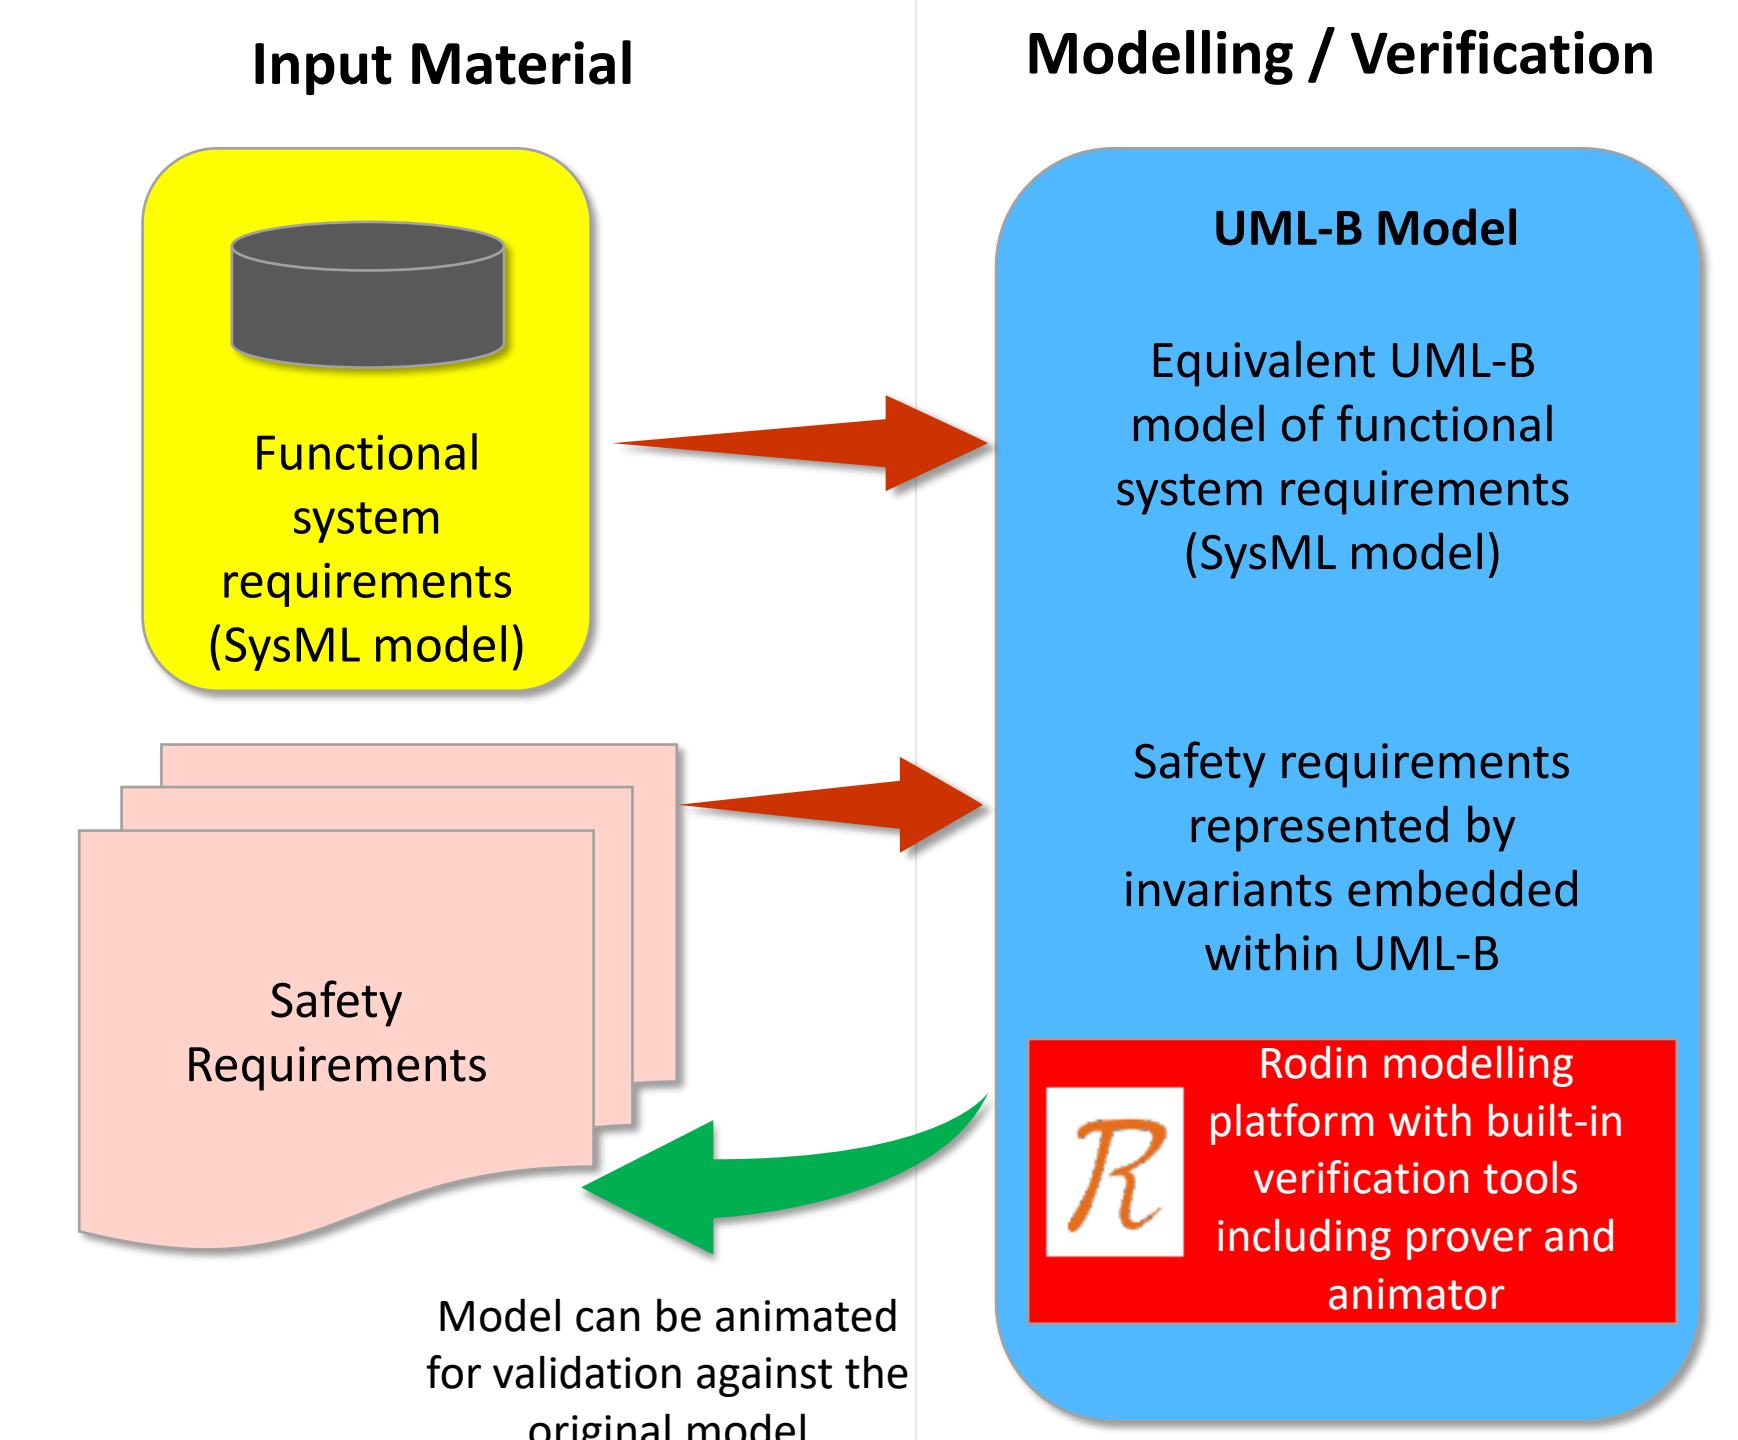 Input Material
Functional
system
requirements
(SysML model)
Safety
Requirements
Model can be animated
for validation against the
original model
Modelling / Verification
UML-B Model
Equivalent UML-B
model of functional
system requirements
(SysML model)
Safety requirements
represented by
invariants embedded
within UML-B
R
Rodin modelling
platform with built-in
verification tools
including prover and
animator